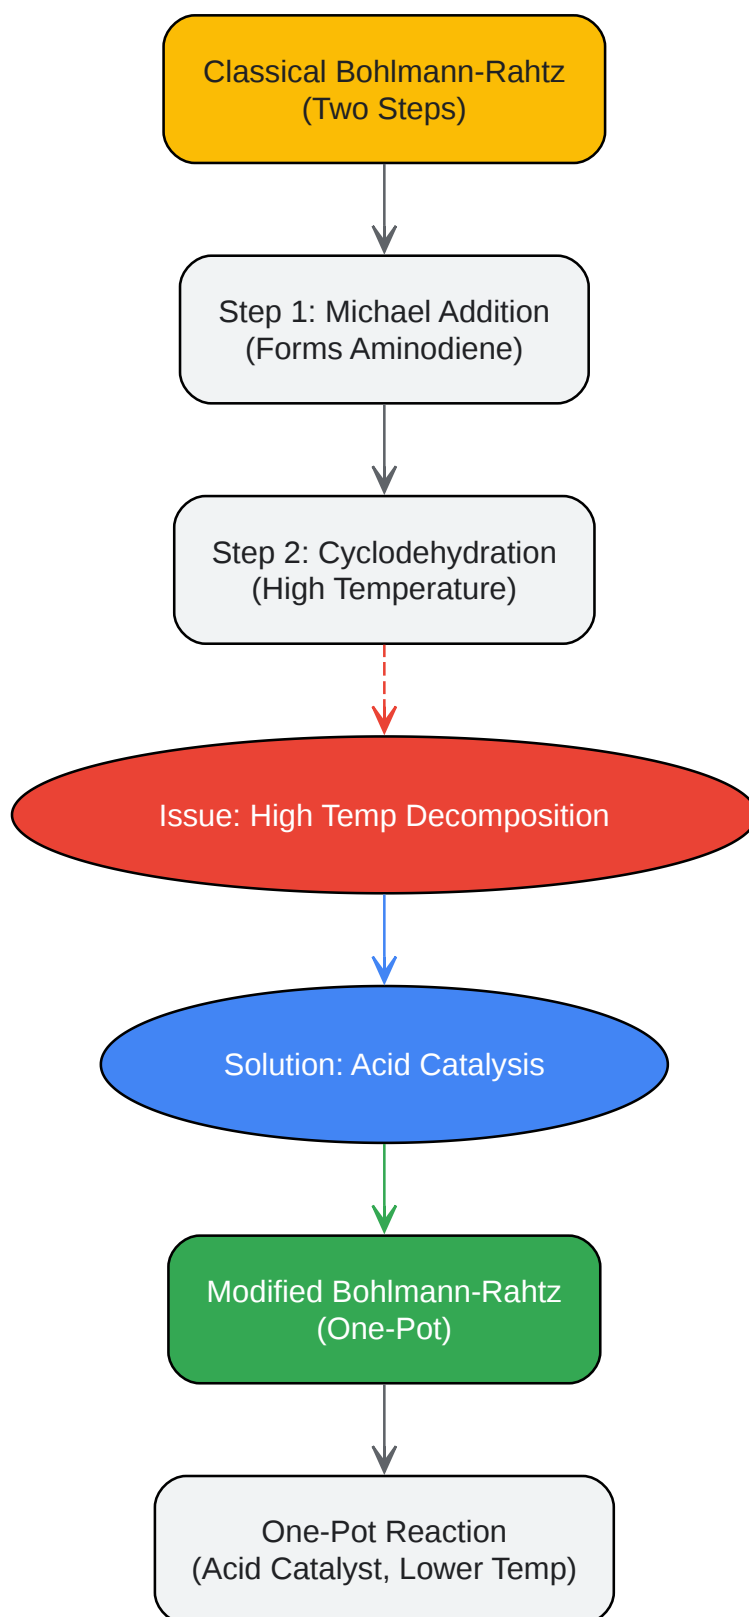 Classical Bohlmann-Rahtz
(Two Steps)
Step 1: Michael Addition
(Forms Aminodiene)
Step 2: Cyclodehydration
(High Temperature)
Issue: High Temp Decomposition
Solution: Acid Catalysis
Modified Bohlmann-Rahtz
(One-Pot)
One-Pot Reaction
(Acid Catalyst, Lower Temp)